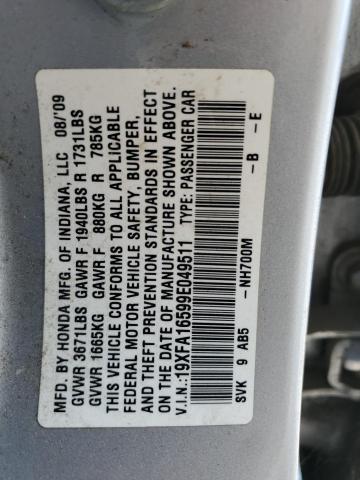 MFD. BY HONDA MFG. OF INDIANA, LLC 08/'09
GVWR 3671LBS GAWR F 1940LBS R 1731LBS
GVWR 1665KG GAWR F 880KG R 785KG
THIS VEHICLE CONFORMS TO ALL APPLICABLE
FEDERAL MOTOR VEHICLE SAFETY, BUMPER,
AND THEFT PREVENTION STANDARDS IN EFFECT
ON THE DATE OF MANUFACTURE SHOWN ABOVE.
V.I.N.:19XFA16599E049511 TYPE: PASSENGER CAR
SVK 9 AB5 -NH700M -B -E